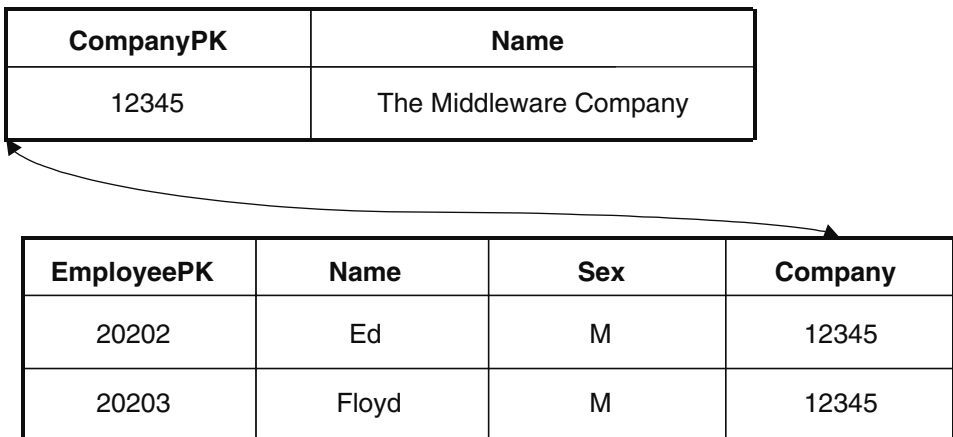 CompanyPK Name
12345 The Middleware Company
EmployeePK Name Sex Company
20202 Ed M 12345
20203 Floyd M 12345